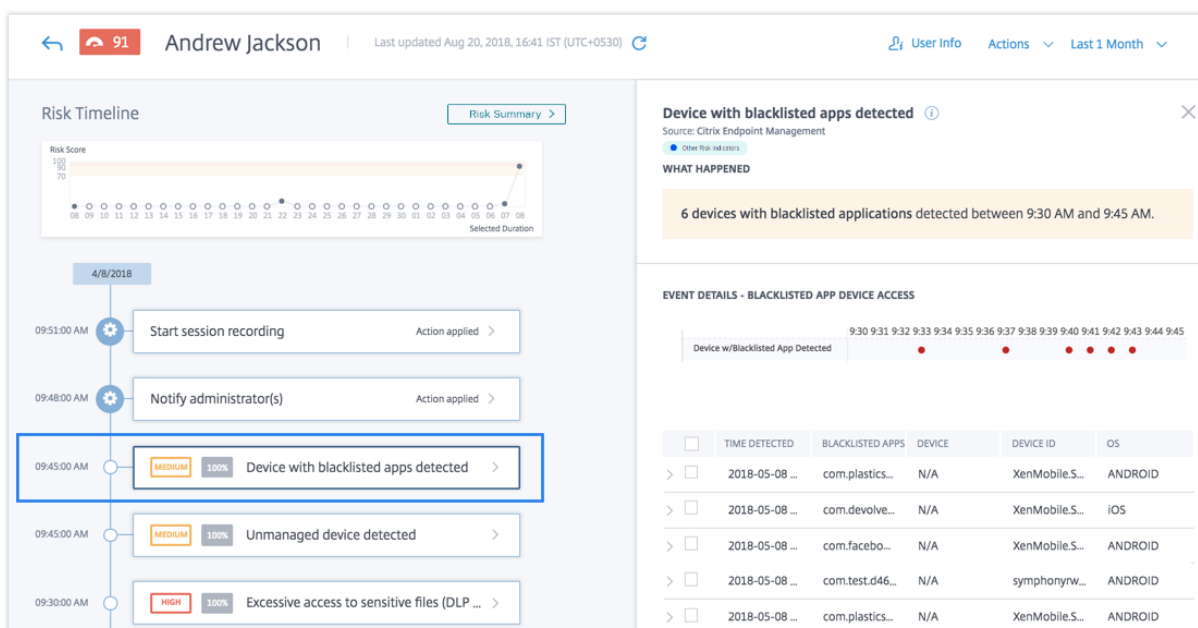 91 Andrew Jackson Last updated Aug 20, 2018, 16:41 IST (UTC+0530) User Info Actions Last 1 Month
Risk Timeline
Risk Summary >
Risk Score
100
90
70
08 09 10 11 12 13 14 15 16 17 18 19 20 21 22 23 24 25 26 27 28 29 30 01 02 03 04 05 06 07 08
Selected Duration
4/8/2018
09:51:00 AM Start session recording Action applied >
09:48:00 AM Notify administrator(s) Action applied >
09:45:00 AM MEDIUM 100% Device with blacklisted apps detected >
09:45:00 AM MEDIUM 100% Unmanaged device detected >
09:30:00 AM HIGH 100% Excessive access to sensitive files (DLP ... >
Device with blacklisted apps detected
Source: Citrix Endpoint Management
Other Risk Indicators
WHAT HAPPENED
6 devices with blacklisted applications detected between 9:30 AM and 9:45 AM.
EVENT DETAILS - BLACKLISTED APP DEVICE ACCESS
9:30 9:31 9:32 9:33 9:34 9:35 9:36 9:37 9:38 9:39 9:40 9:41 9:42 9:43 9:44 9:45
Device w/Blacklisted App Detected
TIME DETECTED BLACKLISTED APPS DEVICE DEVICE ID OS
2018-05-08 ... com.plastics... N/A XenMobile.S... ANDROID
2018-05-08 ... com.devolve... N/A XenMobile.S... iOS
2018-05-08 ... com.facebo... N/A XenMobile.S... ANDROID
2018-05-08 ... com.test.d46... N/A symphonyrw... ANDROID
2018-05-08 ... com.plastics... N/A XenMobile.S... ANDROID